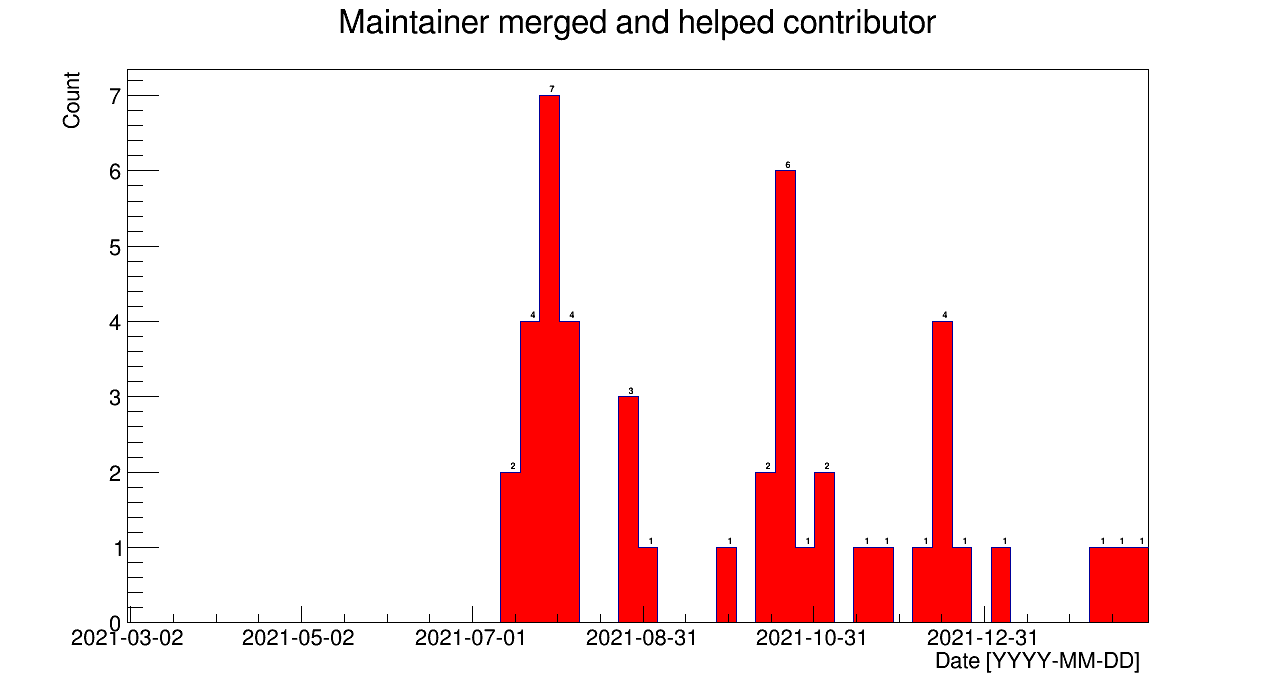 Maintainer merged and helped contributor
Count
7
6
5
4
3
2
1
0
7
6
4 4 4
3
2 2 2
1 1 1 1 1 1 1 1 1 1 1
2021-03-02 2021-05-02 2021-07-01 2021-08-31 2021-10-31 2021-12-31
Date [YYYY-MM-DD]